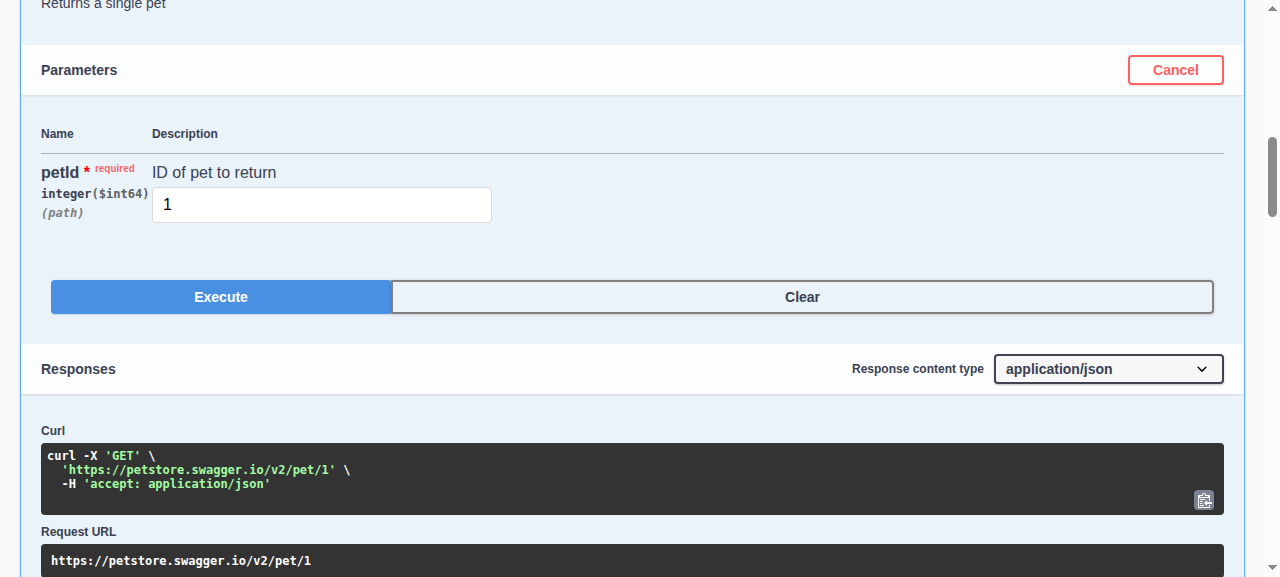 Returns a single pet
Parameters
Cancel
Name Description
petId * required ID of pet to return
integer($int64)
(path)
1
Execute
Clear
Responses
Response content type
application/json
Curl
curl -X 'GET' \
  'https://petstore.swagger.io/v2/pet/1' \
  -H 'accept: application/json'
Request URL
https://petstore.swagger.io/v2/pet/1